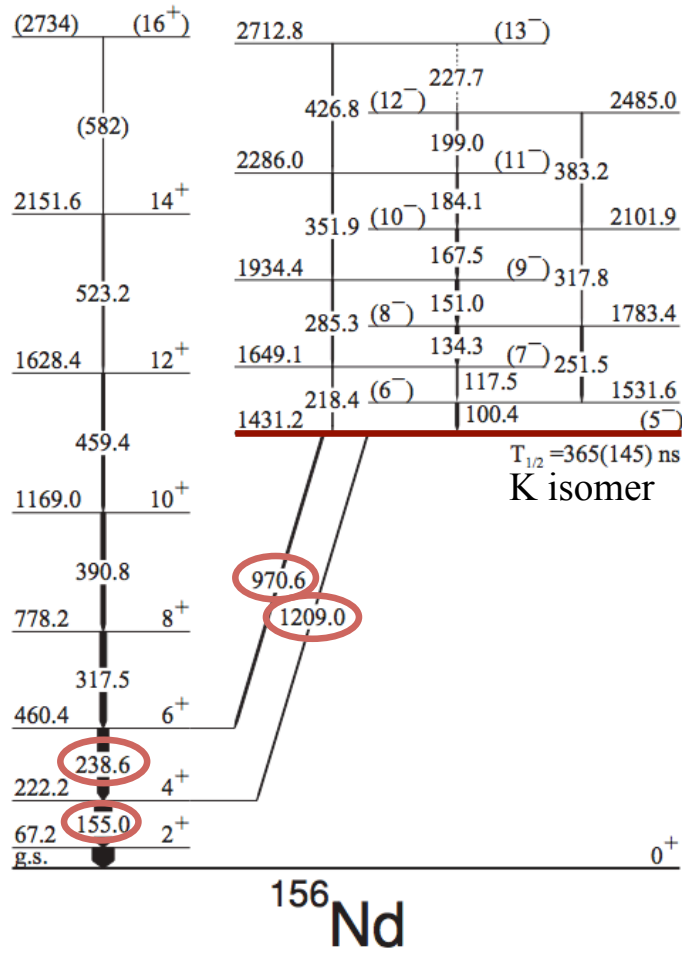 (2734) (16+) 2712.8 (13−)
227.7
426.8 (12−) 2485.0
(582)
199.0
2286.0 (11−) 383.2
184.1
2151.6 14+ 351.9 (10−) 2101.9
167.5
1934.4 (9−) 317.8
523.2 151.0
285.3 (8−) 1783.4
134.3
1628.4 12+ 1649.1 (7−) 251.5
117.5
218.4 (6−) 1531.6
1431.2 100.4 (5−)
459.4 T1/2 =365(145) ns
K isomer
1169.0 10+
390.8 970.6
1209.0
778.2 8+
317.5
460.4 6+
238.6
222.2 4+
155.0
67.2 2+
g.s. 0+
156Nd